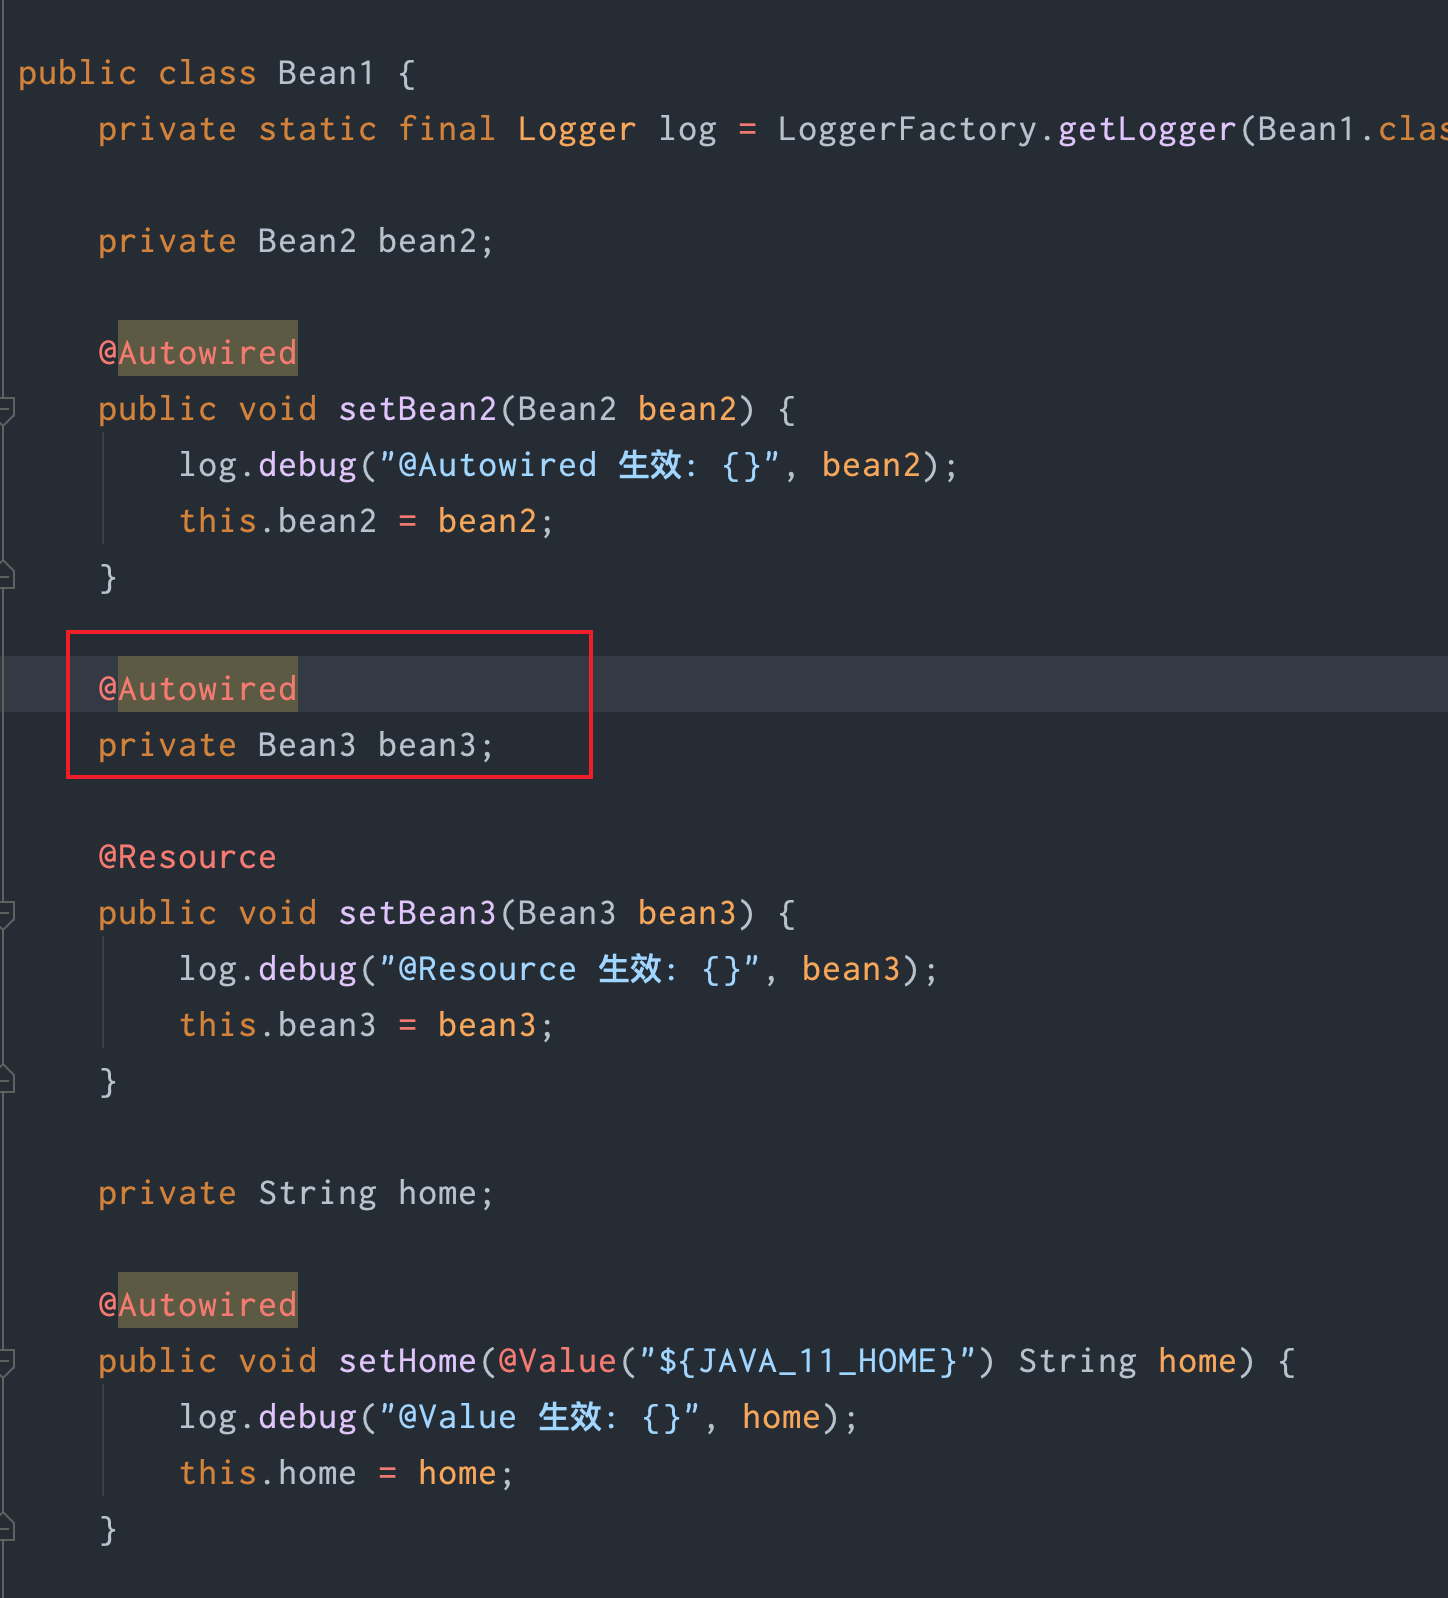 public class Bean1 {
private static final Logger log = LoggerFactory.getLogger(Bean1.clas
private Bean2 bean2;
@Autowired
public void setBean2(Bean2 bean2) {
log.debug("@Autowired 生效: {}", bean2);
this.bean2 = bean2;
}
@Autowired
private Bean3 bean3;
@Resource
public void setBean3(Bean3 bean3) {
log.debug("@Resource 生效: {}", bean3);
this.bean3 = bean3;
}
private String home;
@Autowired
public void setHome(@Value("${JAVA_11_HOME}") String home) {
log.debug("@Value 生效: {}", home);
this.home = home;
}